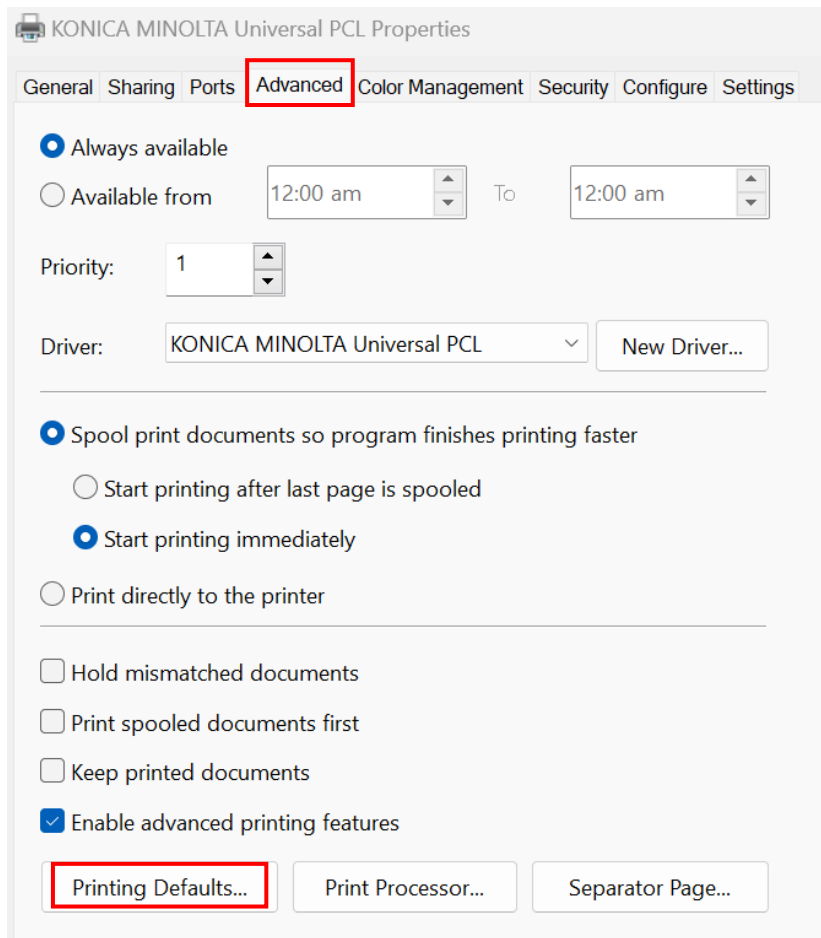 KONICA MINOLTA Universal PCL Properties
General Sharing Ports Advanced Color Management Security Configure Settings
Always available
Available from 12:00 am To 12:00 am
Priority: 1
Driver: KONICA MINOLTA Universal PCL New Driver...
Spool print documents so program finishes printing faster
Start printing after last page is spooled
Start printing immediately
Print directly to the printer
Hold mismatched documents
Print spooled documents first
Keep printed documents
Enable advanced printing features
Printing Defaults... Print Processor... Separator Page...